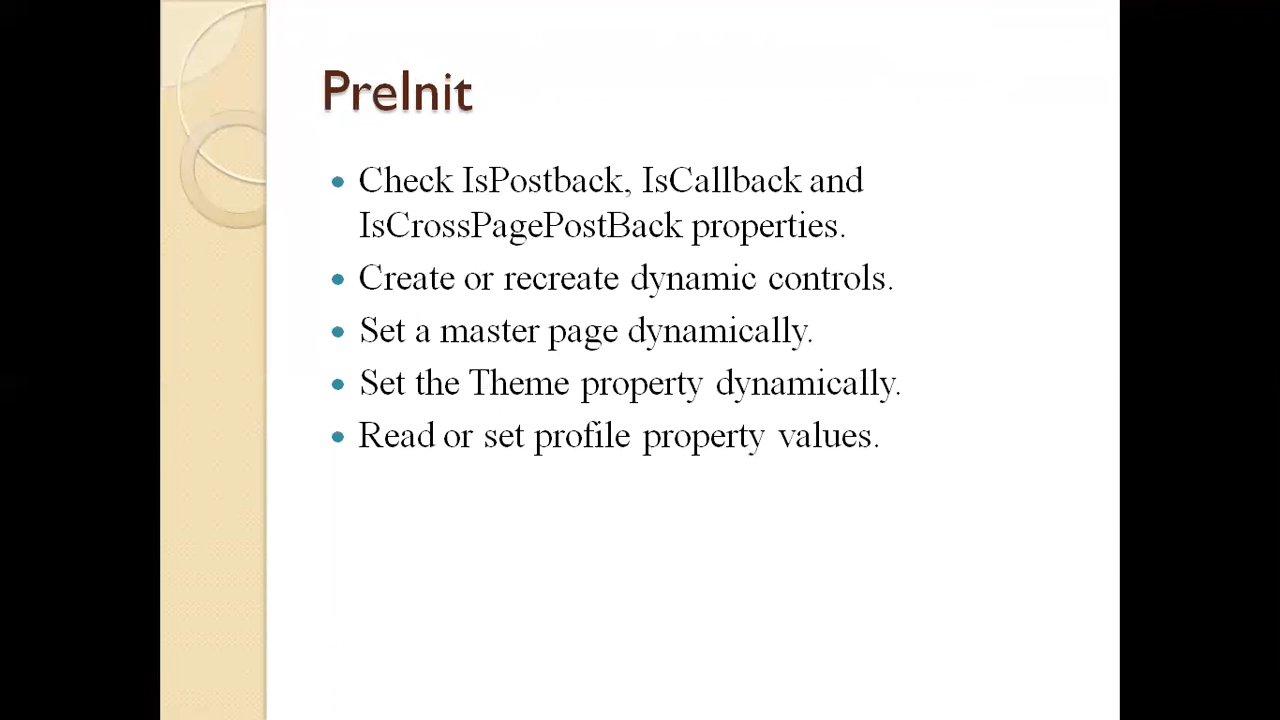 PreInit
• Check IsPostback, IsCallback and
IsCrossPagePostBack properties.
• Create or recreate dynamic controls.
• Set a master page dynamically.
• Set the Theme property dynamically.
• Read or set profile property values.